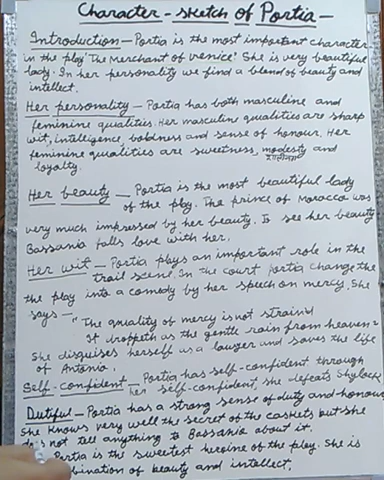 Character-sketch of Portia-
Introduction - Portia is the most important character
in the play 'The Merchant of venice'. She is very beautiful
lady. In her personality we find a blend of beauty and
intellect.
Her personality - Portia has both masculine and
feminine qualities. Her masculine qualities are sharp
wit, intelligence, boldness and sense of honour. Her
feminine qualities are sweetness, modesty and
loyalty.
Her beauty - Portia is the most beautiful lady
of the play. The prince of Moracco was
very much impressed by her beauty. To see her beauty
Bassania falls love with her.
Her wit - Portia plays an important role in the
trail scene. In the court portia change the
the play into a comedy by her speech on mercy. She
says - " The quality of mercy is not strain'd
It droppeth as the gentle rain from heaven"
She disguises herself as a lawyer and saves the life
of Antonio.
Self-confident - Portia has self-confident through
her self-confident, she defeats Shylock
Dutiful - Portia has a strong sense of duty and honour
She knows very well the secret of the caskets but she
does not tell anything to Bassania about it.
Portia is the sweetest heroine of the play. She is
bination of beauty and intellect.